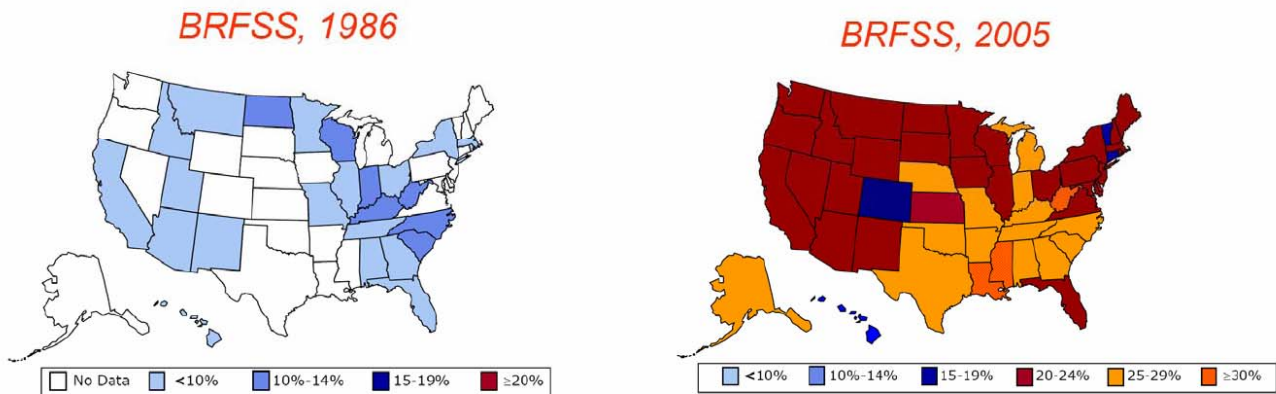 BRFSS, 1986
BRFSS, 2005
No Data <10% 10%-14% 15-19% ≥20%
<10% 10%-14% 15-19% 20-24% 25-29% ≥30%